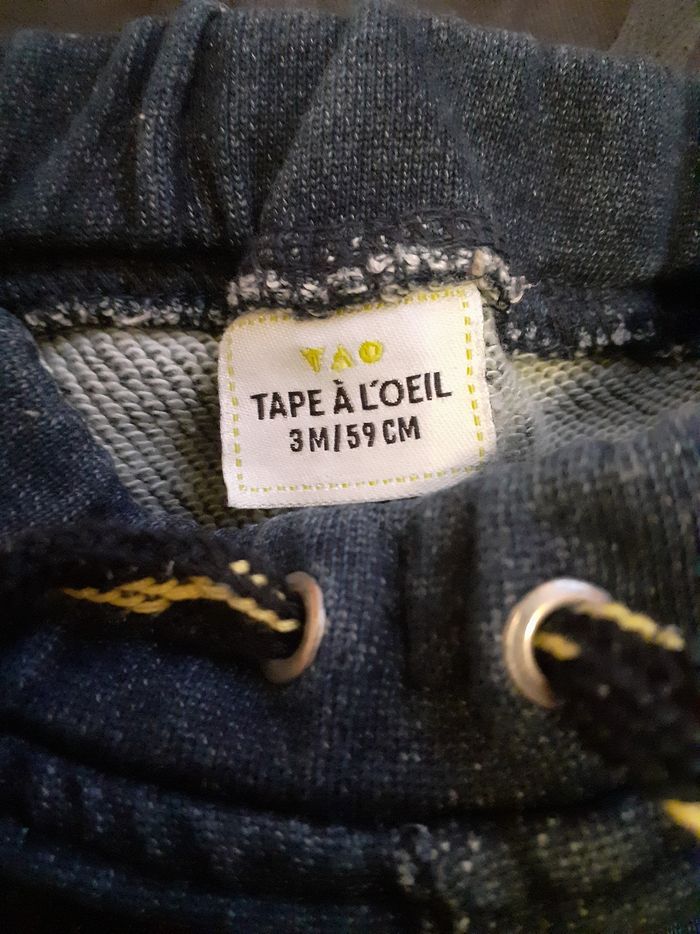 TAO
TAPE À L'OEIL
3M/59CM